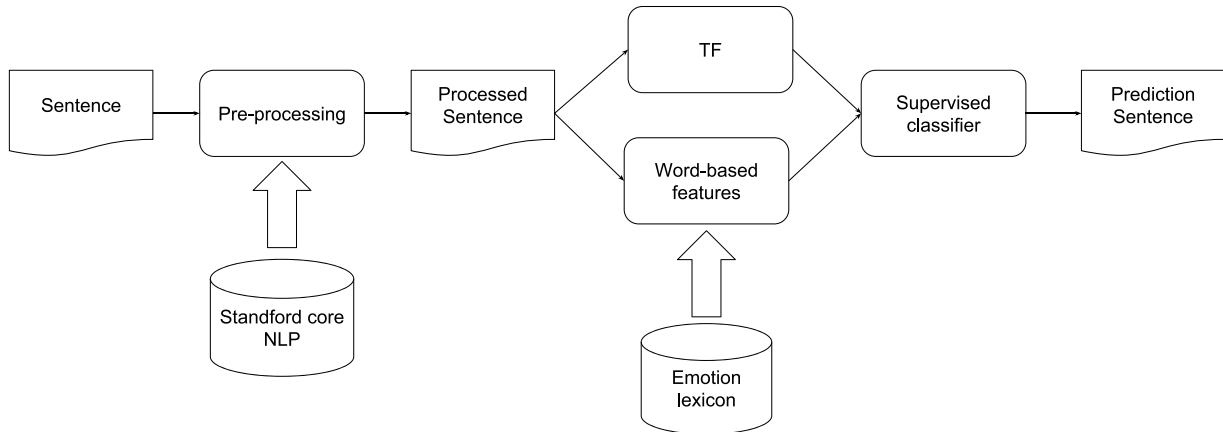 Sentence
Pre-processing
Processed
Sentence
TF
Word-based
features
Supervised
classifier
Prediction
Sentence
Standford core
NLP
Emotion
lexicon